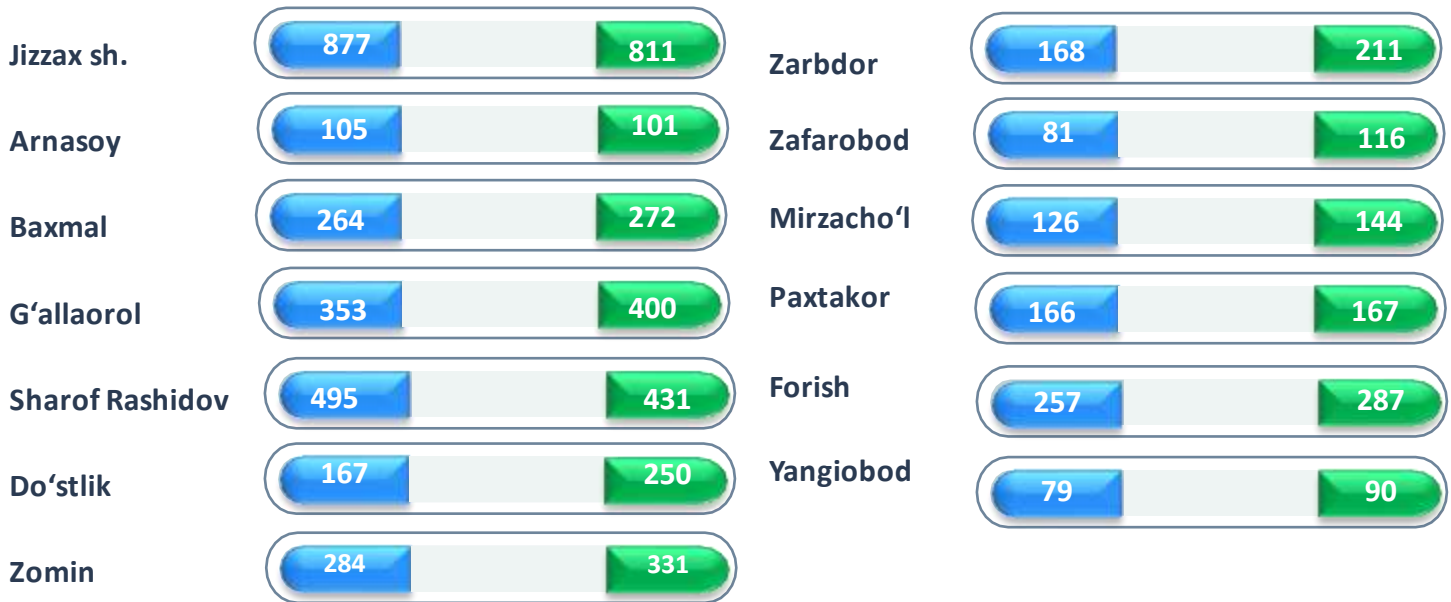 Jizzax sh. 877 811
Arnasoy 105 101
Baxmal 264 272
G‘allaorol 353 400
Sharof Rashidov 495 431
Do‘stlik 167 250
Zomin 284 331
Zarbdor 168 211
Zafarobod 81 116
Mirzacho‘l 126 144
Paxtakor 166 167
Forish 257 287
Yangiobod 79 90